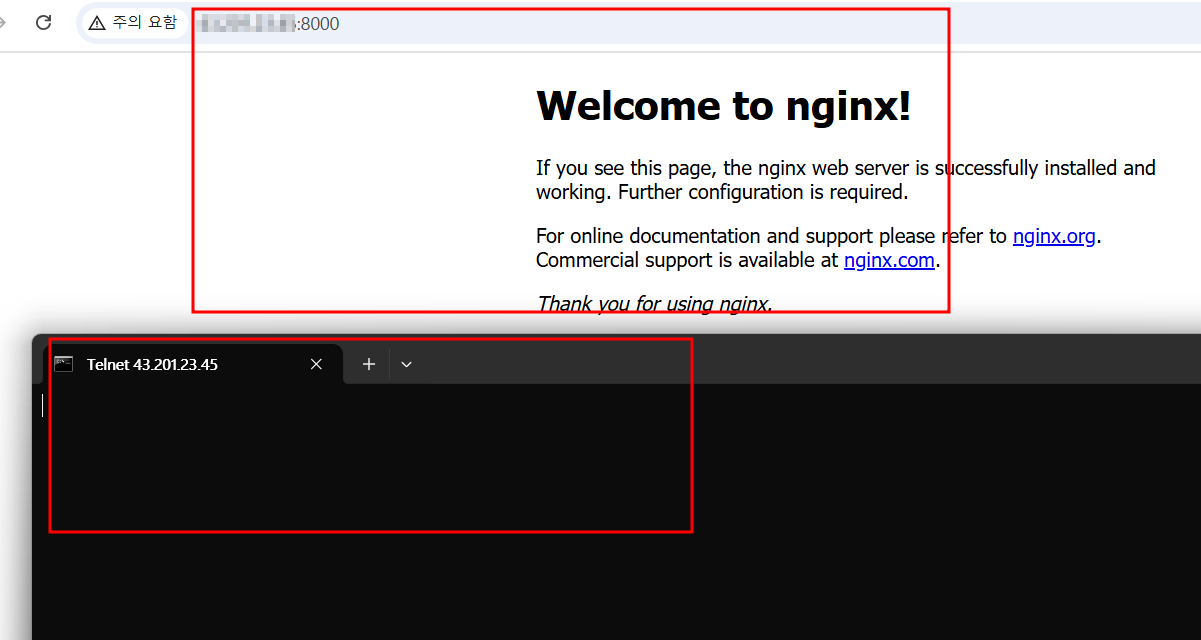 주의 요함
:8000
Welcome to nginx!
If you see this page, the nginx web server is successfully installed and
working. Further configuration is required.
For online documentation and support please refer to nginx.org.
Commercial support is available at nginx.com.
Thank you for using nginx.
Telnet 43.201.23.45